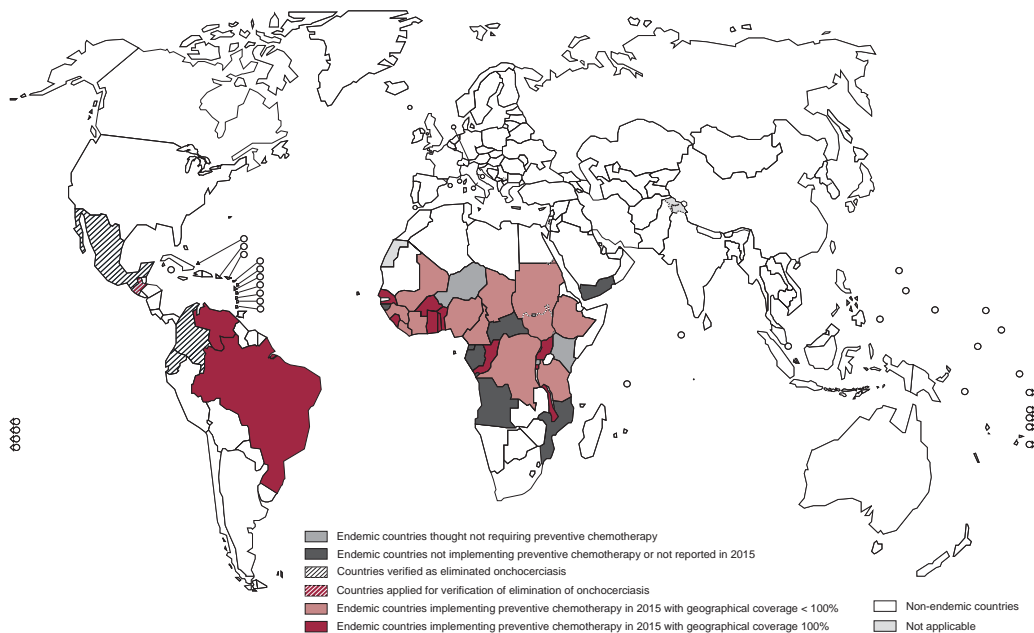 Endemic countries thought not requiring preventive chemotherapy
Endemic countries not implementing preventive chemotherapy or not reported in 2015
Countries verified as eliminated onchocerciasis
Countries applied for verification of elimination of onchocerciasis
Endemic countries implementing preventive chemotherapy in 2015 with geographical coverage < 100%
Endemic countries implementing preventive chemotherapy in 2015 with geographical coverage 100%
Non-endemic countries
Not applicable